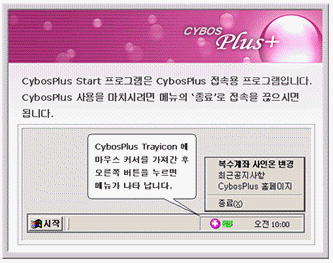 CYBOS
Plus+
CybosPlus Start 프로그램은 CybosPlus 접속용 프로그램입니다.
CybosPlus 사용을 마치시려면 메뉴의 '종료'로 접속을 끊으시면
됩니다.
CybosPlus Trayicon 에
마우스 커서를 가져간 후
오른쪽 버튼을 누르면
메뉴가 나타 납니다.
복수계좌 사인온 변경
최근공지사항
CybosPlus 홈페이지
종료(X)
시작
오전 10:00